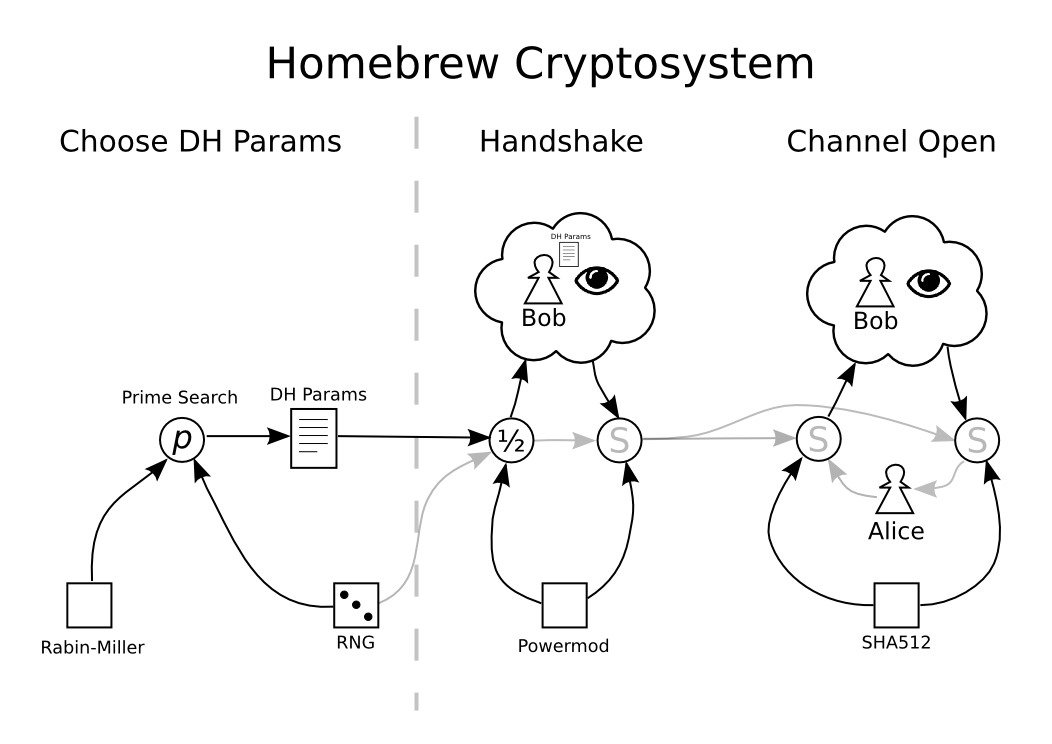 Homebrew Cryptosystem
Choose DH Params
Handshake
Channel Open
DH Params
Bob
Bob
Prime Search
DH Params
p
½
S
S
S
Alice
Rabin-Miller
RNG
Powermod
SHA512